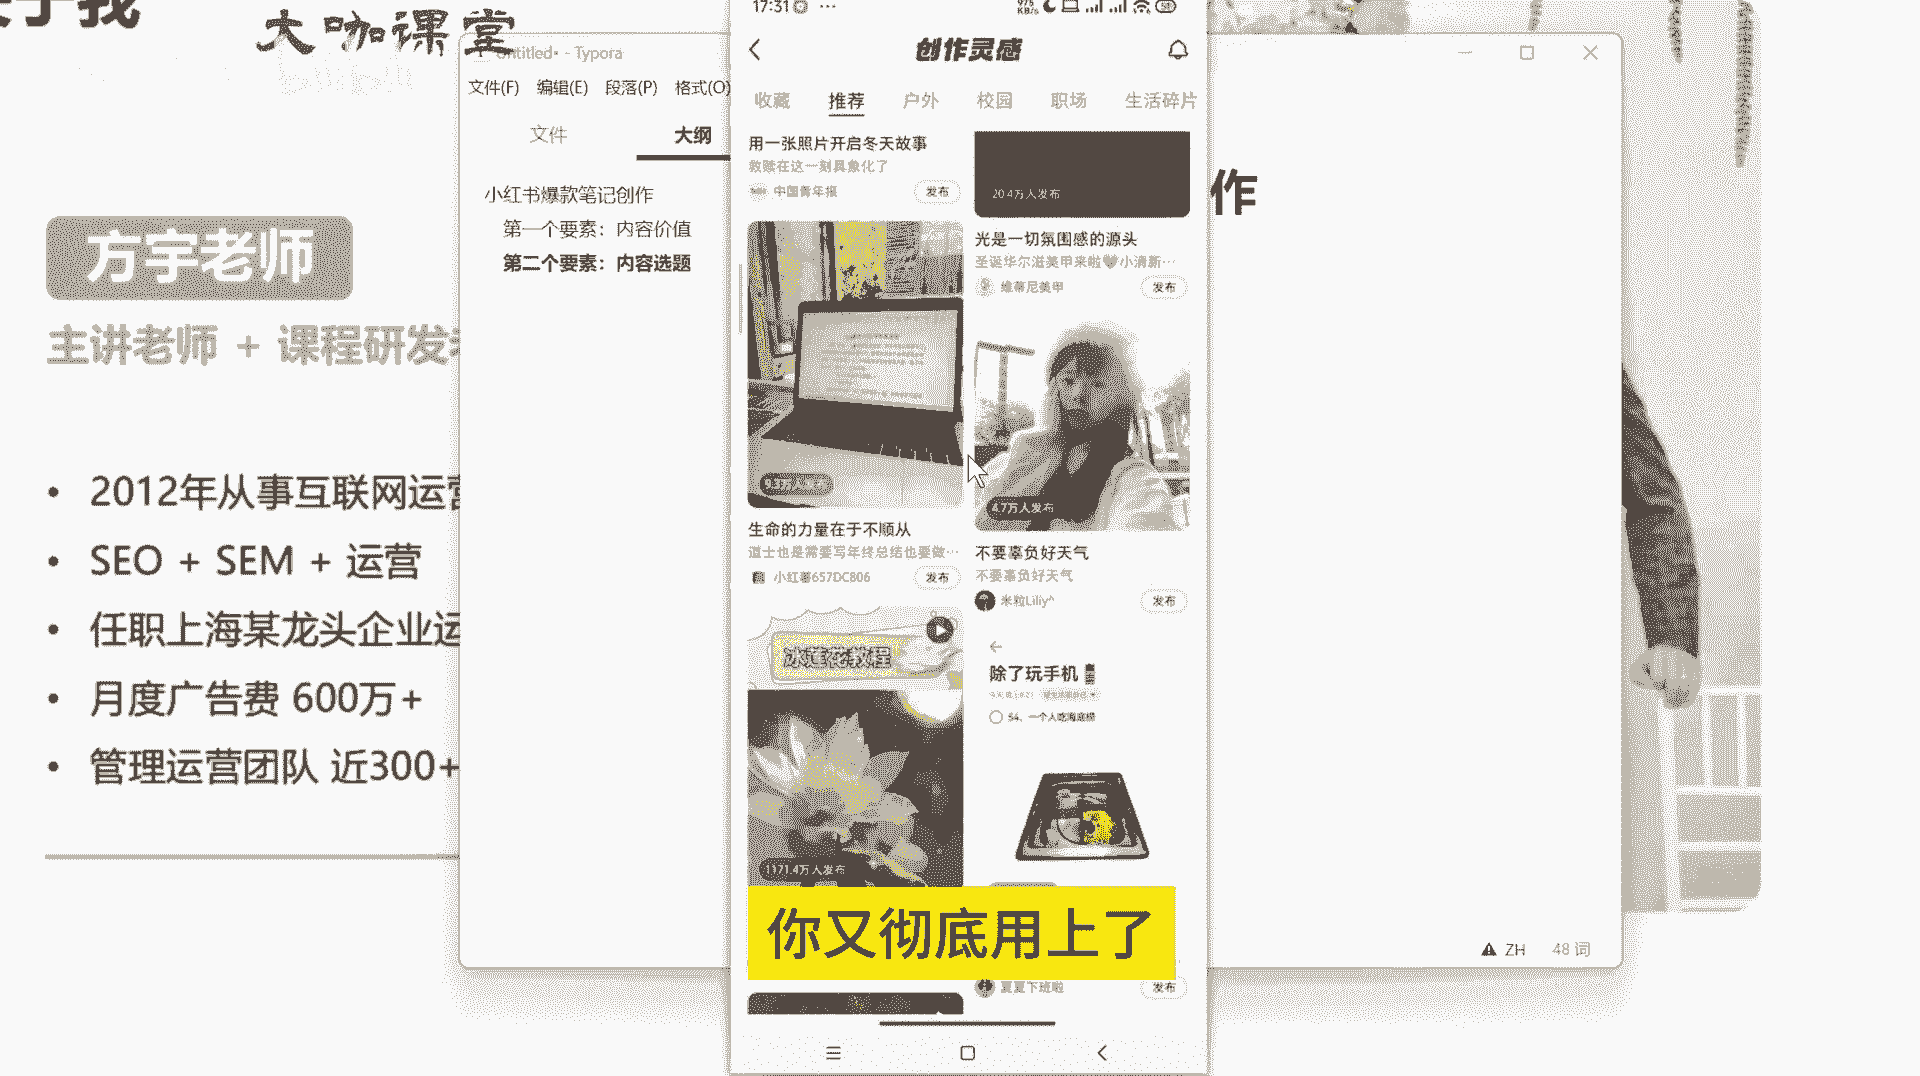 大咖课堂
方宇老师
主讲老师 + 课程研发
2012年从事互联网运营
SEO + SEM + 运营
任职上海某龙头企业运
月度广告费 600万+
管理运营团队 近300+
Untitled• - Typora
文件(F) 编辑(E) 段落(P) 格式(O)
文件 大纲
小红书爆款笔记创作
第一个要素：内容价值
第二个要素：内容选题
作
ZH 48 词
17:31
创作灵感
收藏 推荐 户外 校园 职场 生活碎片
用一张照片开启冬天故事
救赎在这一刻具象化了
中国青年报 发布
20.4万人发布
光是一切氛围感的源头
圣诞华尔滋美甲来啦🖤小清新…
维蒂尼美甲 发布
9.3万人发布
生命的力量在于不顺从
道士也是需要写年终总结也要做…
小红薯657DC806 发布
4.7万人发布
不要辜负好天气
不要辜负好天气
米粒Liliy^ 发布
冰莲花教程
1171.4万人发布
除了玩手机
54、一个人吃海底捞
你又彻底用上了
夏夏下班啦 发布